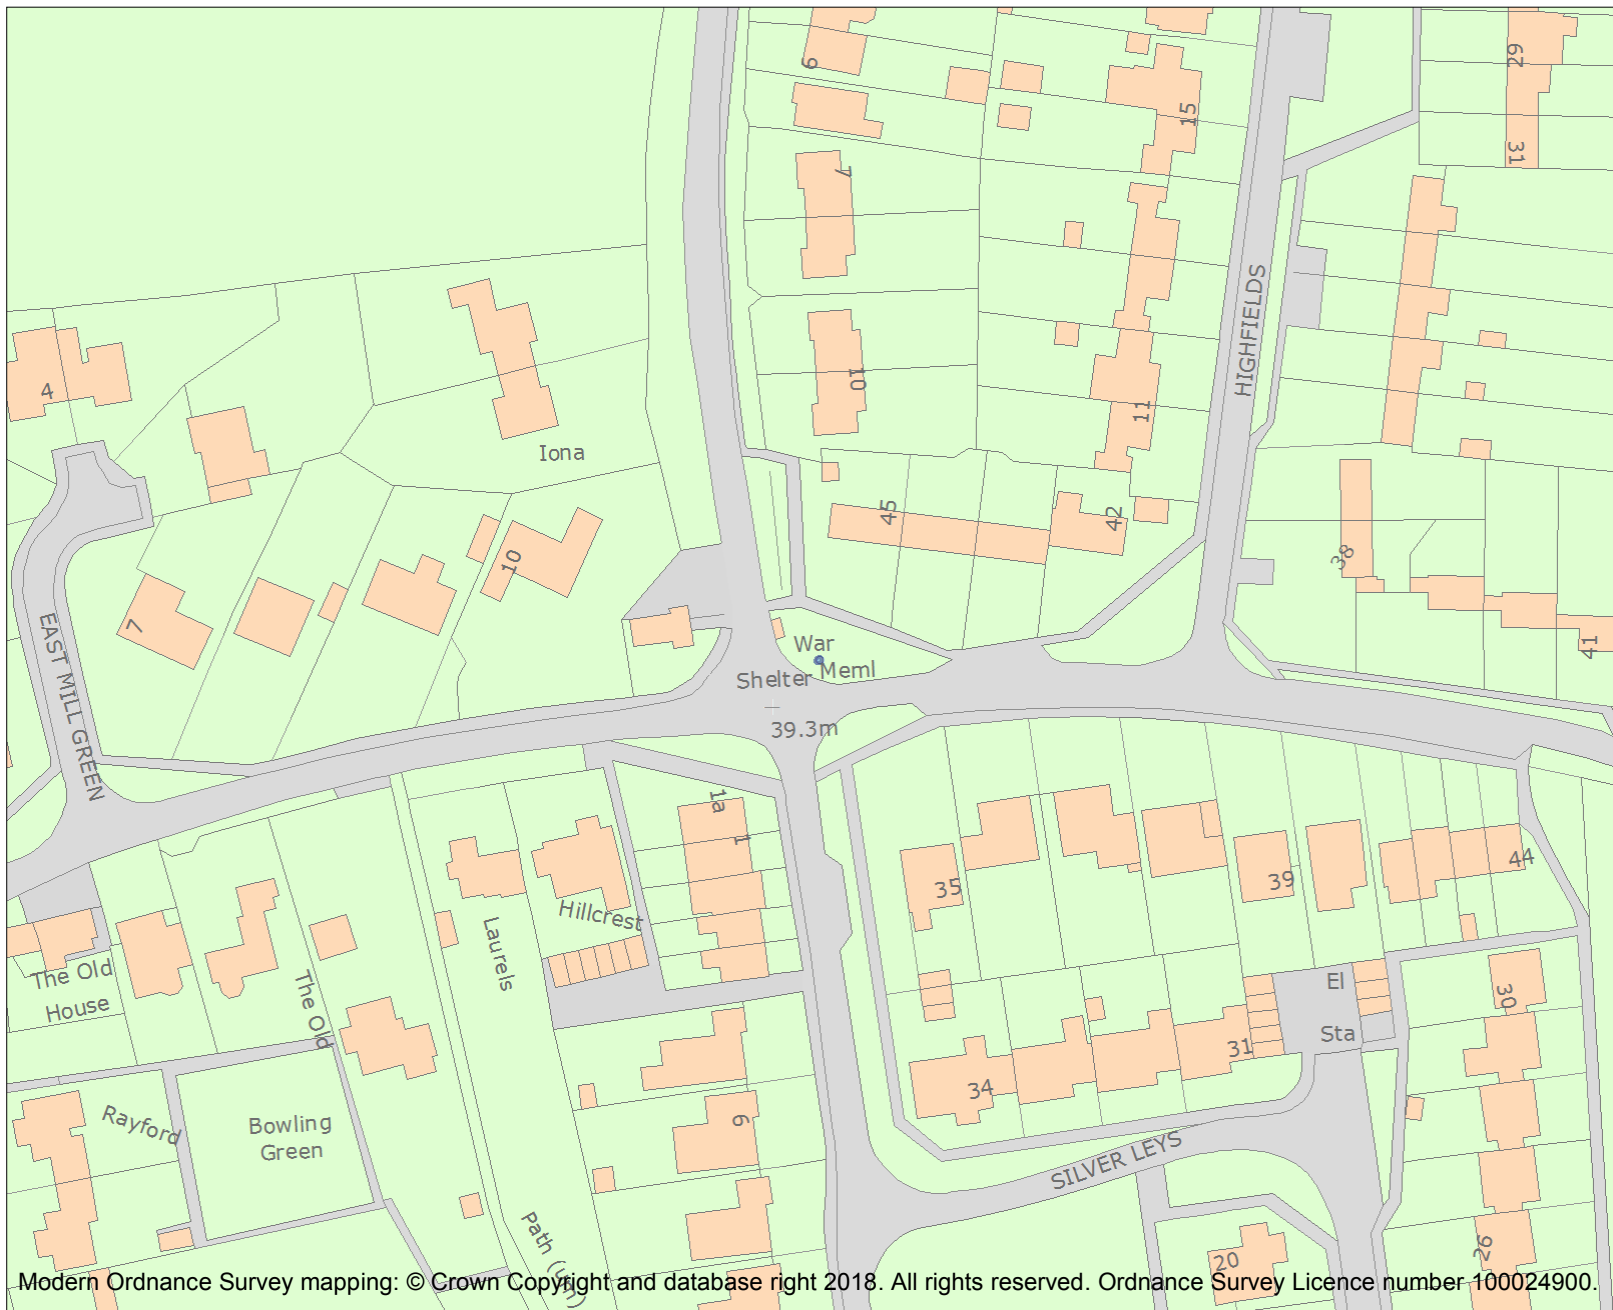 29
6
15
31
7
HIGHFIELDS
4
10
11
Iona
45
42
38
10
7
EAST MILL GREEN
41
War
Meml
Shelter
39.3m
1a
1
44
39
35
Hillcrest
Laurels
The Old
House
The Old
El
Sta
30
31
34
Rayford
Bowling
Green
6
SILVER LEYS
Path (um)
20
26
Modern Ordnance Survey mapping: © Crown Copyright and database right 2018. All rights reserved. Ordnance Survey Licence number 100024900.